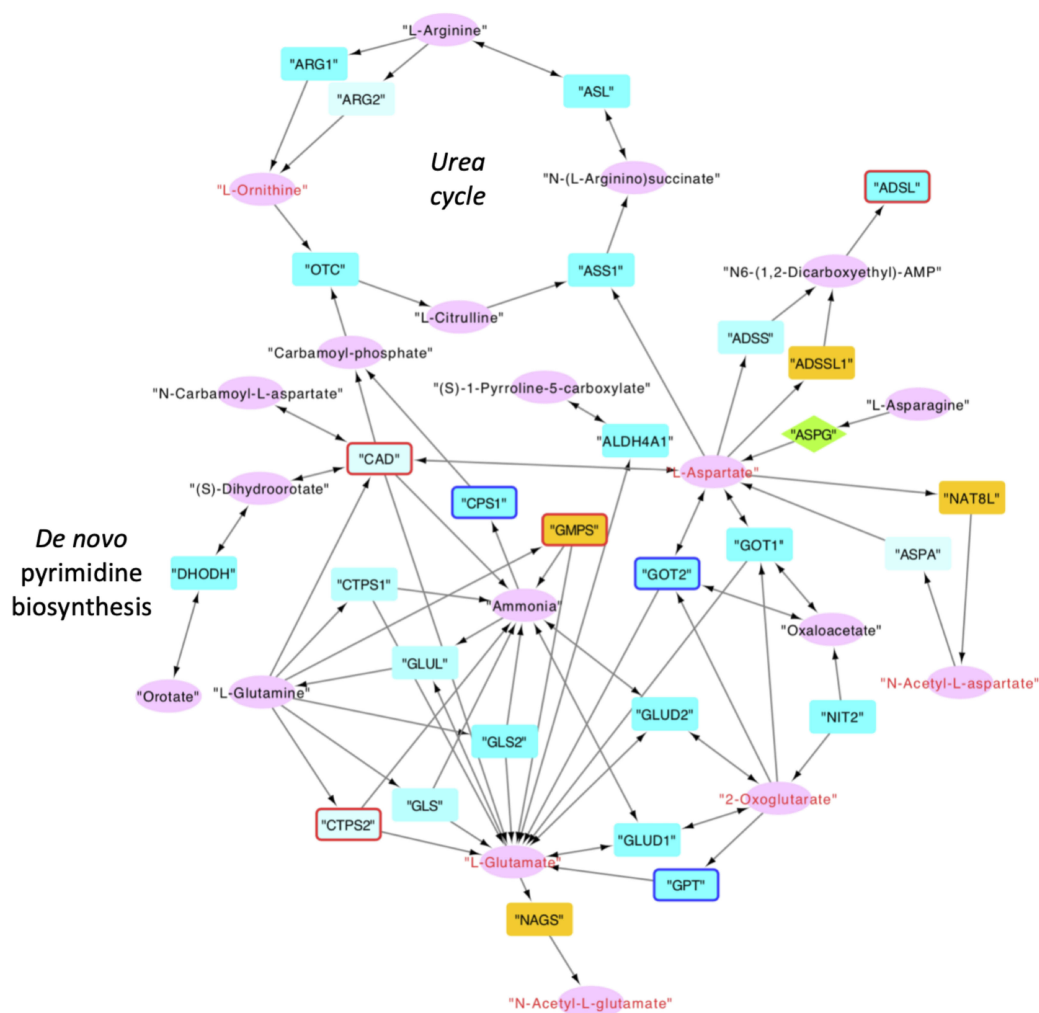 "L-Arginine"
"ARG1"
"ARG2"
"ASL"
Urea
cycle
"L-Ornithine"
"N-(L-Arginino)succinate"
"ADSL"
"OTC"
"ASS1"
"N6-(1,2-Dicarboxyethyl)-AMP"
"L-Citrulline"
"ADSS"
"Carbamoyl-phosphate"
"ADSSL1"
"N-Carbamoyl-L-aspartate"
"(S)-1-Pyrroline-5-carboxylate"
"L-Asparagine"
"ASPG"
"ALDH4A1"
"CAD"
"L-Aspartate"
"(S)-Dihydroorotate"
"CPS1"
"NAT8L"
"GMPS"
De novo
pyrimidine
biosynthesis
"GOT1"
"ASPA"
"DHODH"
"CTPS1"
"GOT2"
"Ammonia"
"Oxaloacetate"
"GLUL"
"Orotate"
"L-Glutamine"
"N-Acetyl-L-aspartate"
"GLUD2"
"NIT2"
"GLS2"
"GLS"
"2-Oxoglutarate"
"CTPS2"
"GLUD1"
"L-Glutamate"
"GPT"
"NAGS"
"N-Acetyl-L-glutamate"